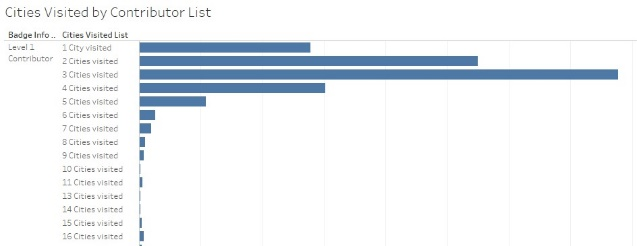 Cities Visited by Contributor List
Badge Info .. Cities Visited List
Level 1 Contributor
1 City visited
2 Cities visited
3 Cities visited
4 Cities visited
5 Cities visited
6 Cities visited
7 Cities visited
8 Cities visited
9 Cities visited
10 Cities visited
11 Cities visited
13 Cities visited
14 Cities visited
15 Cities visited
16 Cities visited